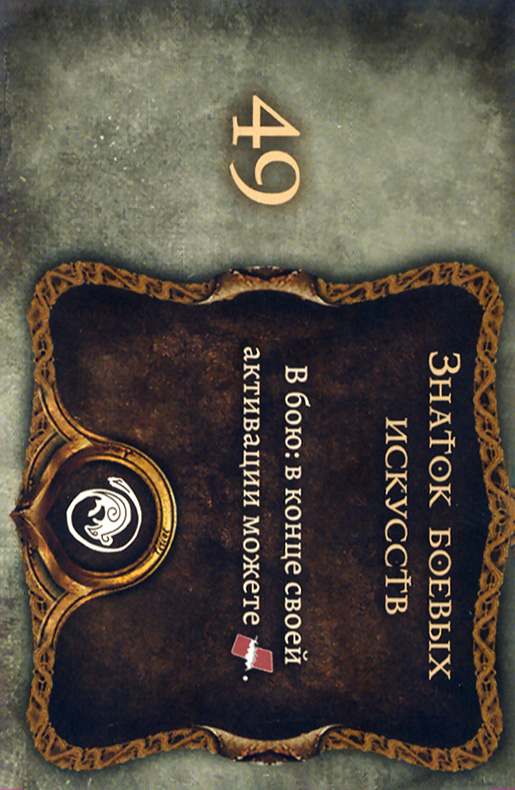 49
Знаток боевых
искусств
В бою: в конце своей
активации можете .